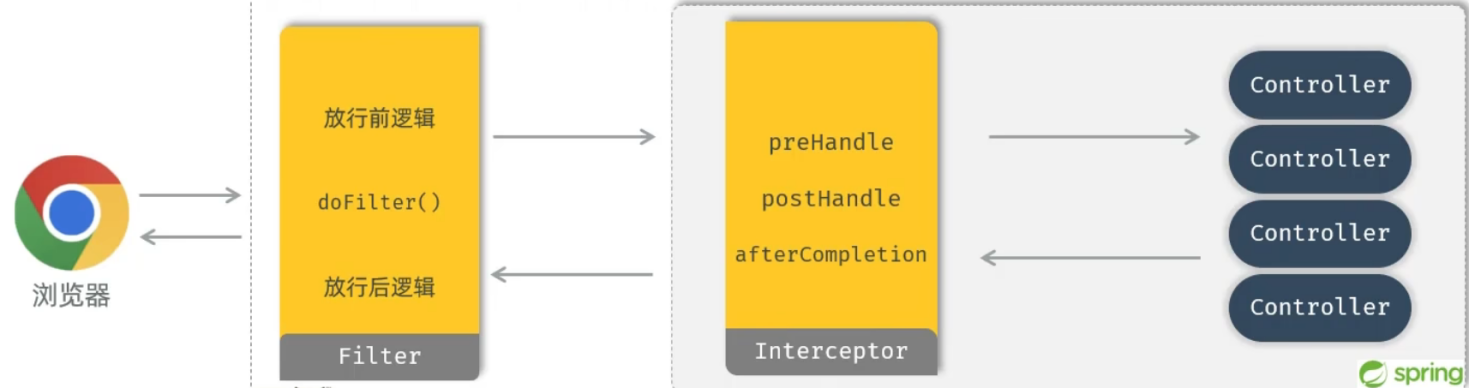 浏览器
放行前逻辑
doFilter()
放行后逻辑
Filter
preHandle
postHandle
afterCompletion
Interceptor
Controller
Controller
Controller
Controller
spring